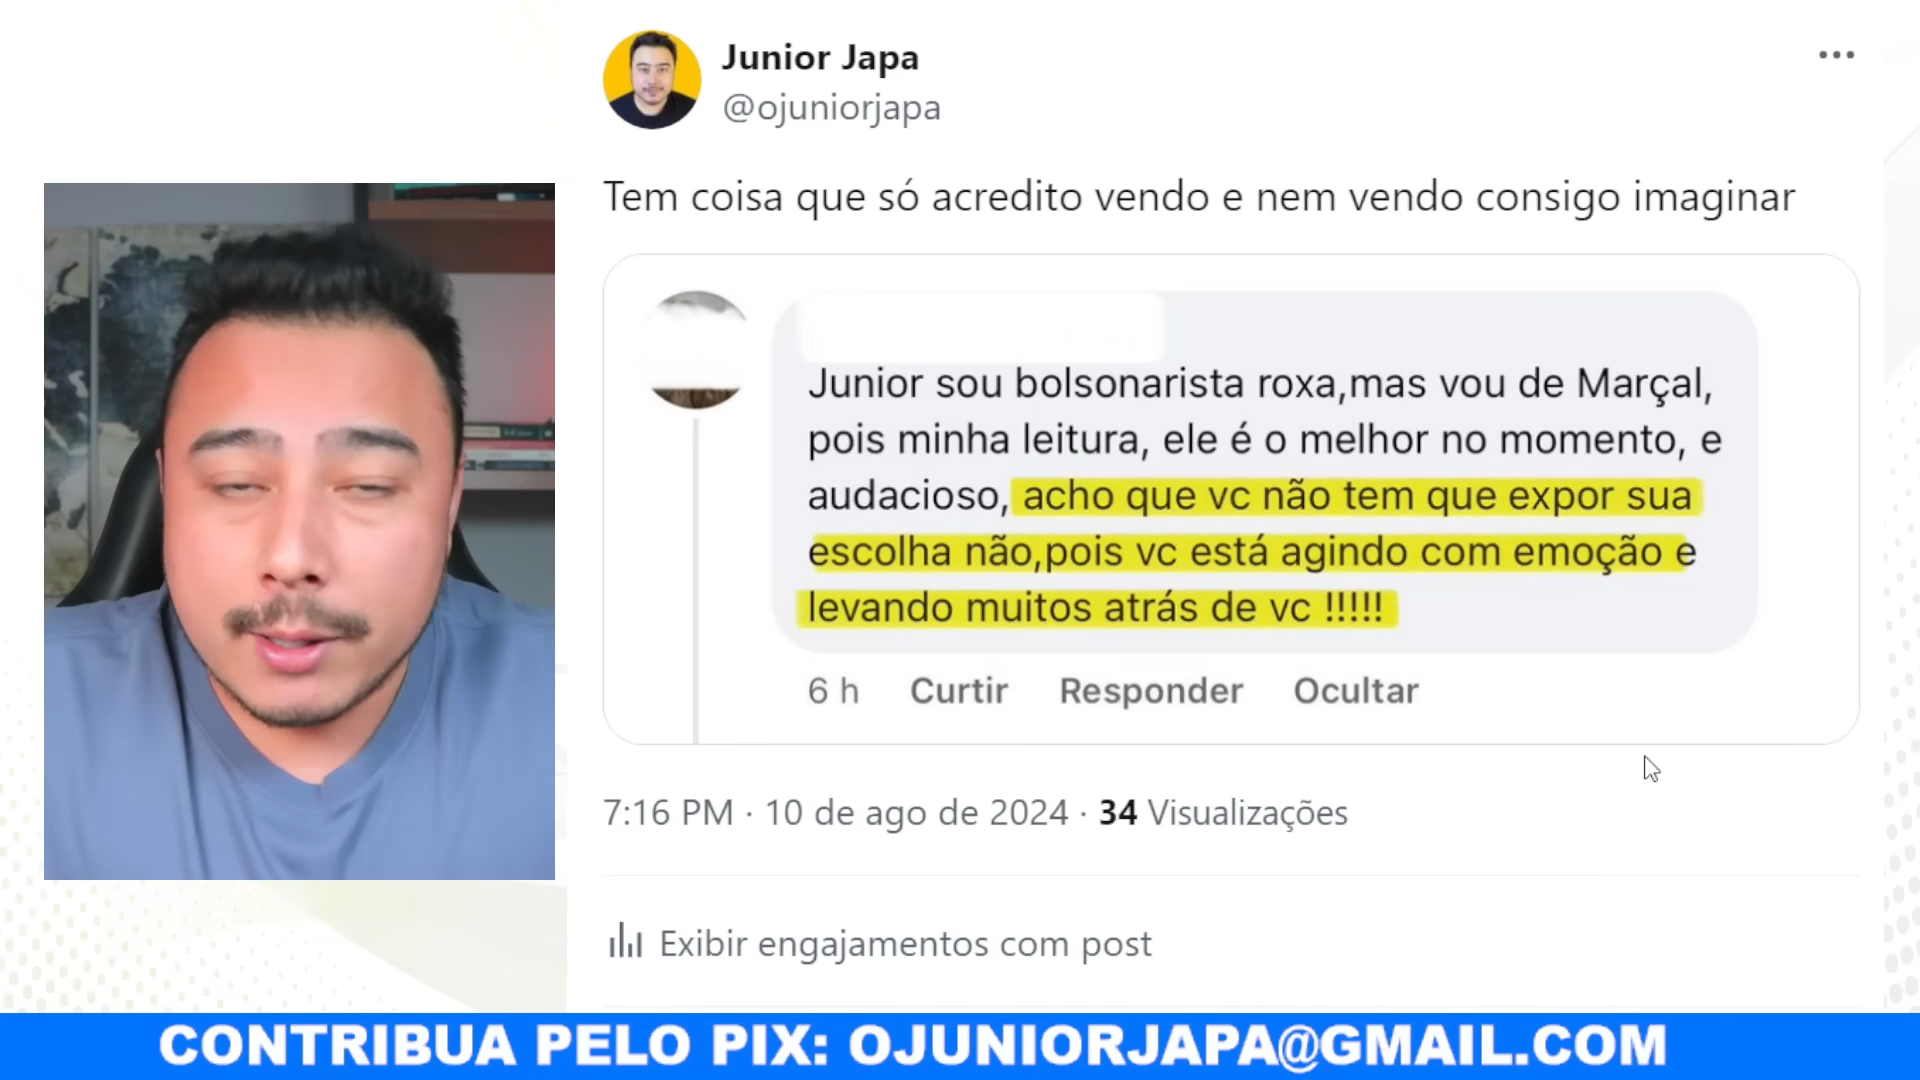 Junior Japa
@ojuniorjapa
Tem coisa que só acredito vendo e nem vendo consigo imaginar
Junior sou bolsonarista roxa,mas vou de Marçal,
pois minha leitura, ele é o melhor no momento, e
audacioso, acho que vc não tem que expor sua
escolha não,pois vc está agindo com emoção e
levando muitos atrás de vc !!!!!
6 h Curtir Responder Ocultar
7:16 PM · 10 de ago de 2024 · 34 Visualizações
Exibir engajamentos com post
CONTRIBUA PELO PIX: OJUNIORJAPA@GMAIL.COM